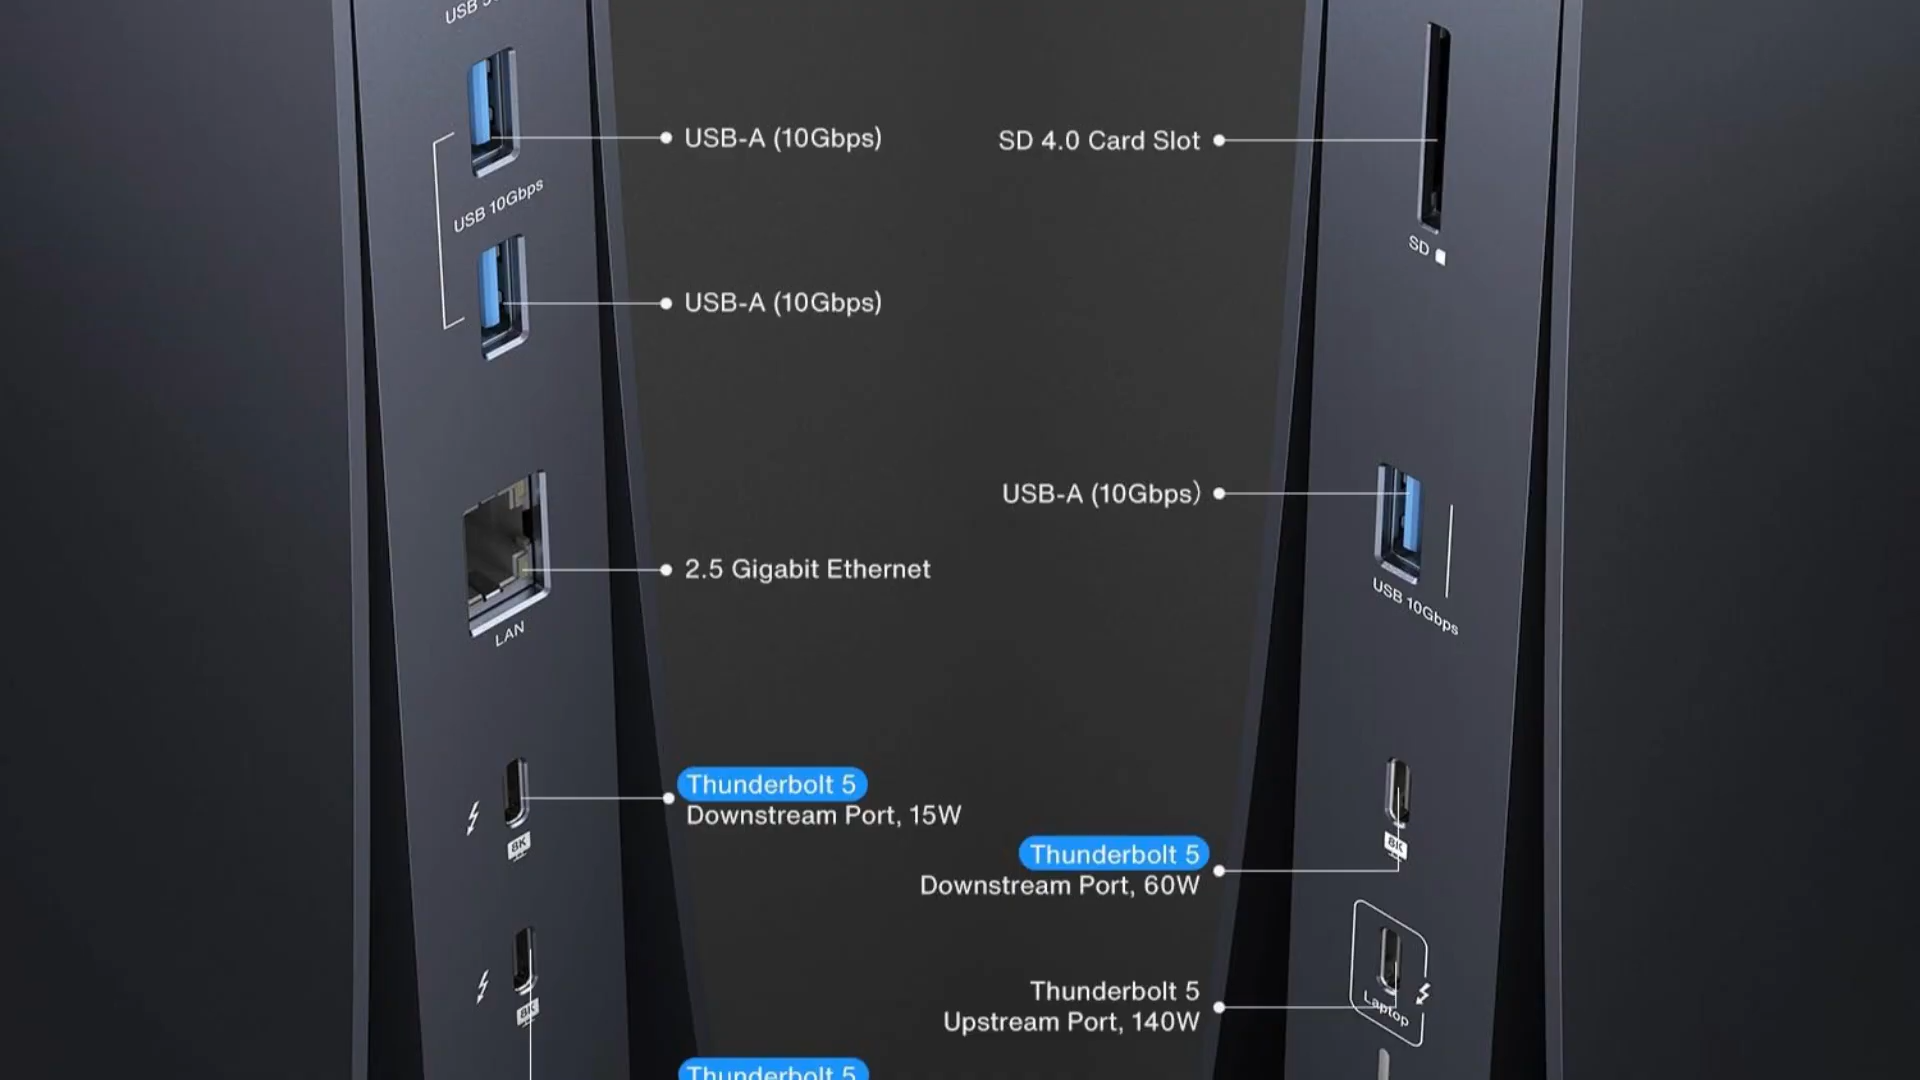 USB 10Gbps
USB-A (10Gbps)
USB-A (10Gbps)
2.5 Gigabit Ethernet
LAN
Thunderbolt 5
Downstream Port, 15W
8K
8K
Thunderbolt 5
SD 4.0 Card Slot
SD
USB-A (10Gbps)
USB 10Gbps
Thunderbolt 5
Downstream Port, 60W
8K
Thunderbolt 5
Upstream Port, 140W
Laptop